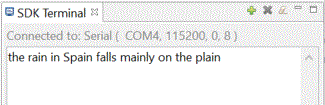 SDK Terminal
Connected to: Serial ( COM4, 115200, 0, 8 )
the rain in Spain falls mainly on the plain